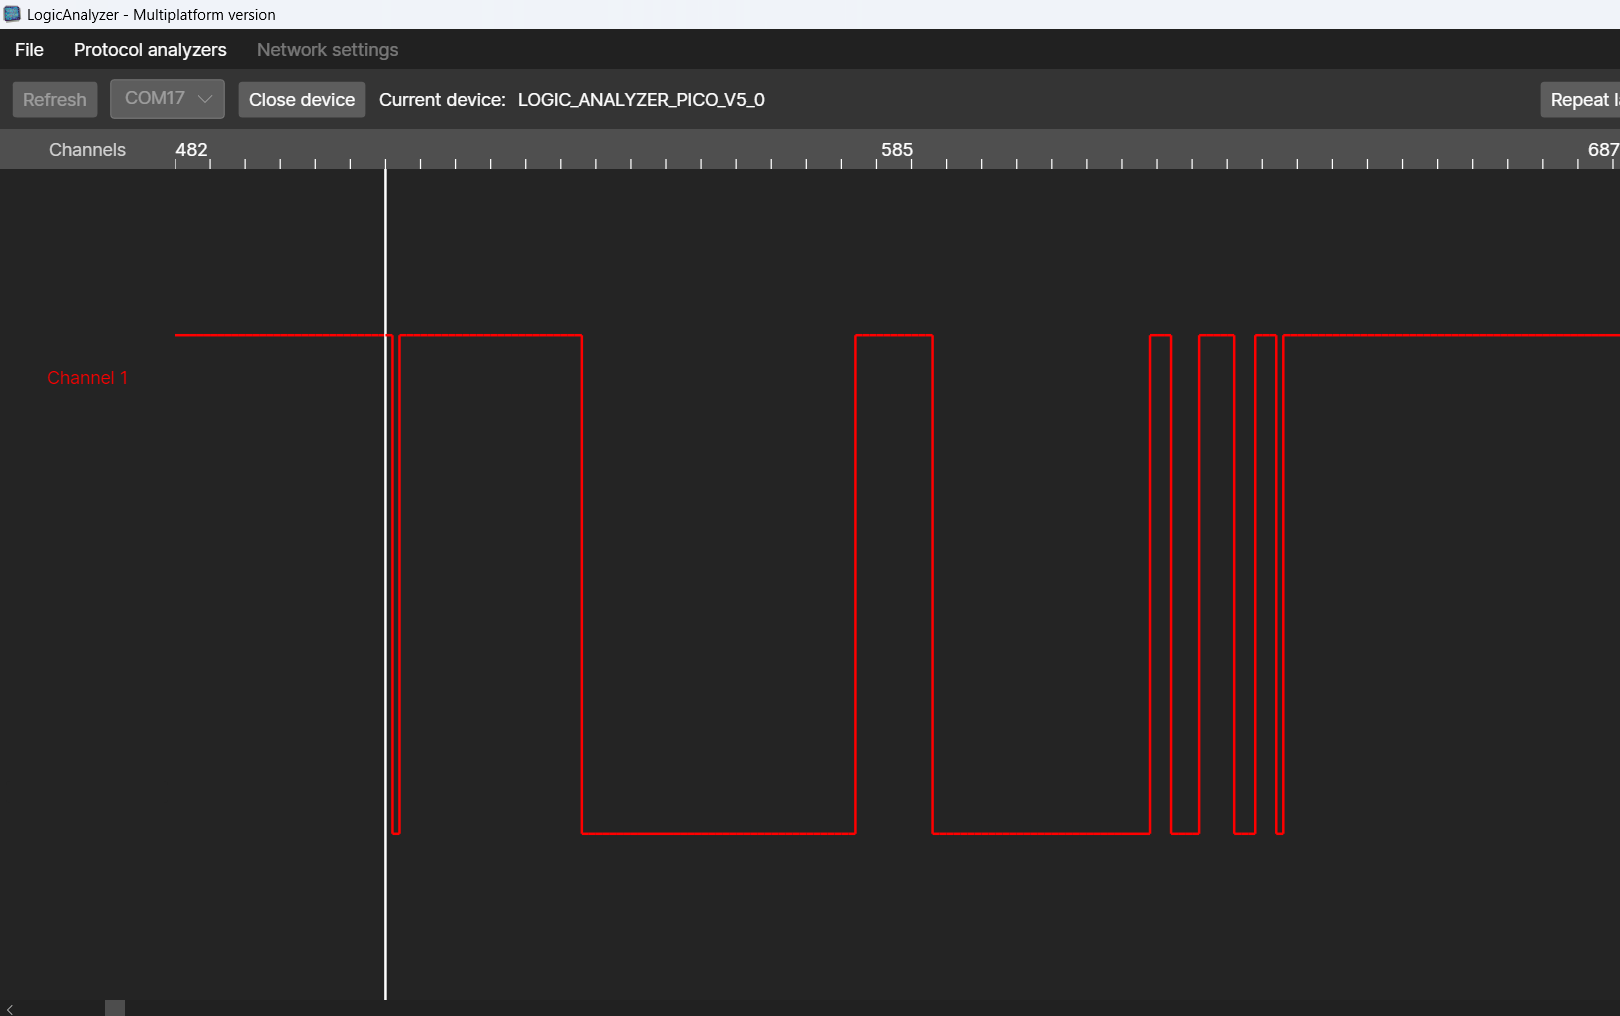 LogicAnalyzer - Multiplatform version
File Protocol analyzers Network settings
Refresh COM17 Close device Current device: LOGIC_ANALYZER_PICO_V5_0 Repeat
Channels 482 585 687
Channel 1